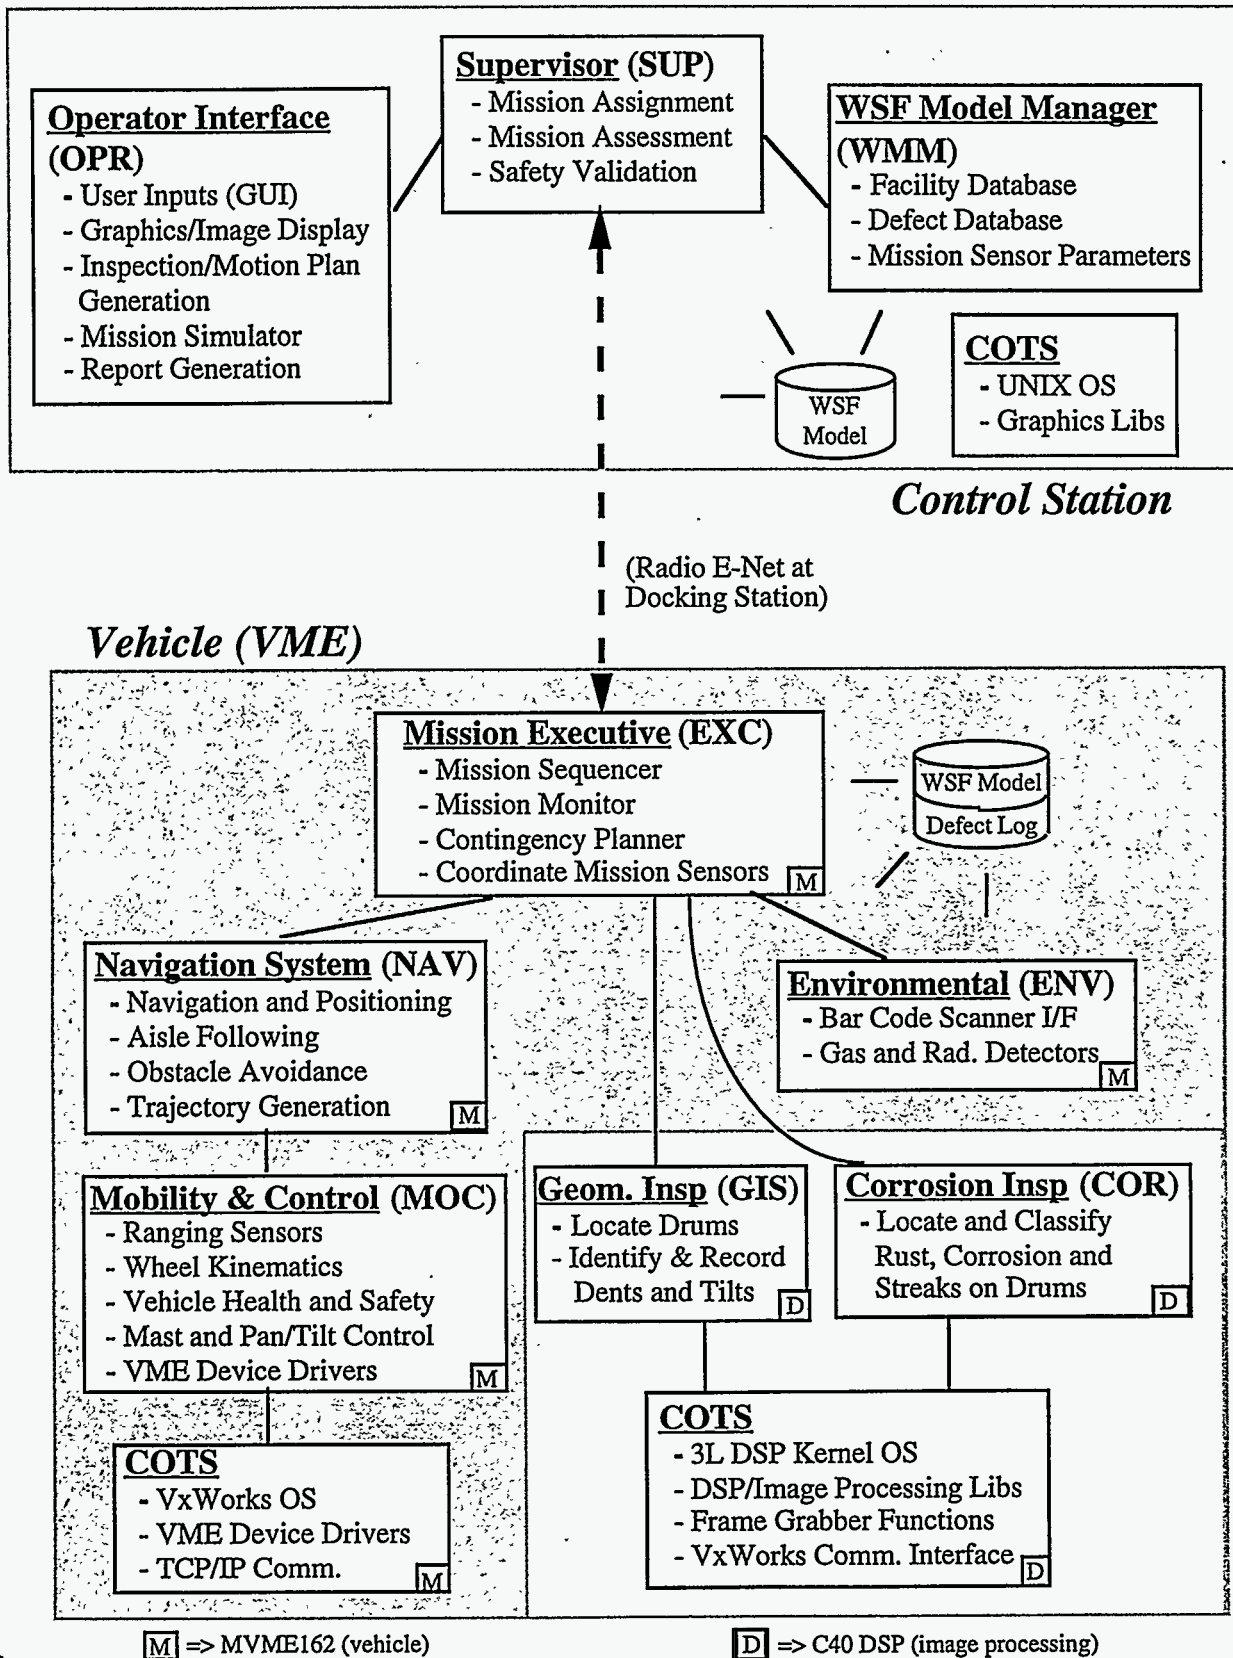 Supervisor (SUP)
- Mission Assignment
- Mission Assessment
- Safety Validation
Operator Interface
(OPR)
- User Inputs (GUI)
- Graphics/Image Display
- Inspection/Motion Plan
Generation
- Mission Simulator
- Report Generation
WSF Model Manager
(WMM)
- Facility Database
- Defect Database
- Mission Sensor Parameters
WSF
Model
COTS
- UNIX OS
- Graphics Libs
Control Station
(Radio E-Net at
Docking Station)
Vehicle (VME)
Mission Executive (EXC)
- Mission Sequencer
- Mission Monitor
- Contingency Planner
- Coordinate Mission Sensors
M
WSF Model
Defect Log
Navigation System (NAV)
- Navigation and Positioning
- Aisle Following
- Obstacle Avoidance
- Trajectory Generation
M
Environmental (ENV)
- Bar Code Scanner I/F
- Gas and Rad. Detectors
M
Mobility & Control (MOC)
- Ranging Sensors
- Wheel Kinematics
- Vehicle Health and Safety
- Mast and Pan/Tilt Control
- VME Device Drivers
M
Geom. Insp (GIS)
- Locate Drums
- Identify & Record
Dents and Tilts
D
Corrosion Insp (COR)
- Locate and Classify
Rust, Corrosion and
Streaks on Drums
D
COTS
- VxWorks OS
- VME Device Drivers
- TCP/IP Comm.
M
COTS
- 3L DSP Kernel OS
- DSP/Image Processing Libs
- Frame Grabber Functions
- VxWorks Comm. Interface
D
M => MVME162 (vehicle)
D => C40 DSP (image processing)